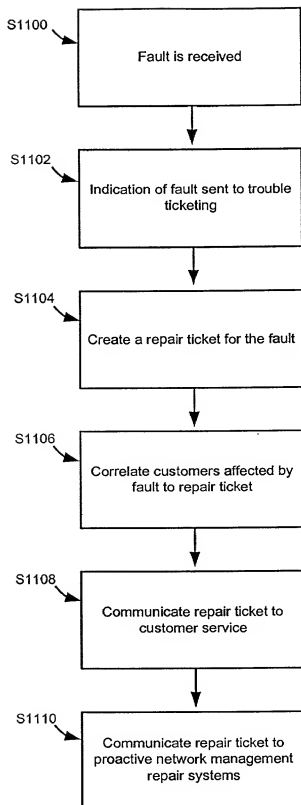 S1100
Fault is received
S1102
Indication of fault sent to trouble
ticketing
S1104
Create a repair ticket for the fault
S1106
Correlate customers affected by
fault to repair ticket
S1108
Communicate repair ticket to
customer service
S1110
Communicate repair ticket to
proactive network management
repair systems